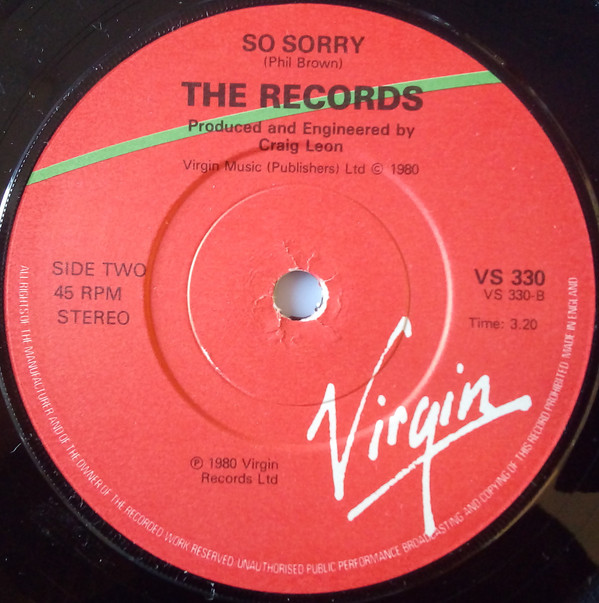 SO SORRY
(Phil Brown)
THE RECORDS
Produced and Engineered by
Craig Leon
Virgin Music (Publishers) Ltd © 1980
SIDE TWO
45 RPM
STEREO
VS 330
VS 330-B
Time: 3.20
Virgin
℗ 1980 Virgin
Records Ltd
ALL RIGHTS OF THE MANUFACTURER AND OF THE OWNER OF THE RECORDED WORK RESERVED. UNAUTHORISED PUBLIC PERFORMANCE BROADCASTING AND COPYING OF THIS RECORD PROHIBITED. MADE IN ENGLAND